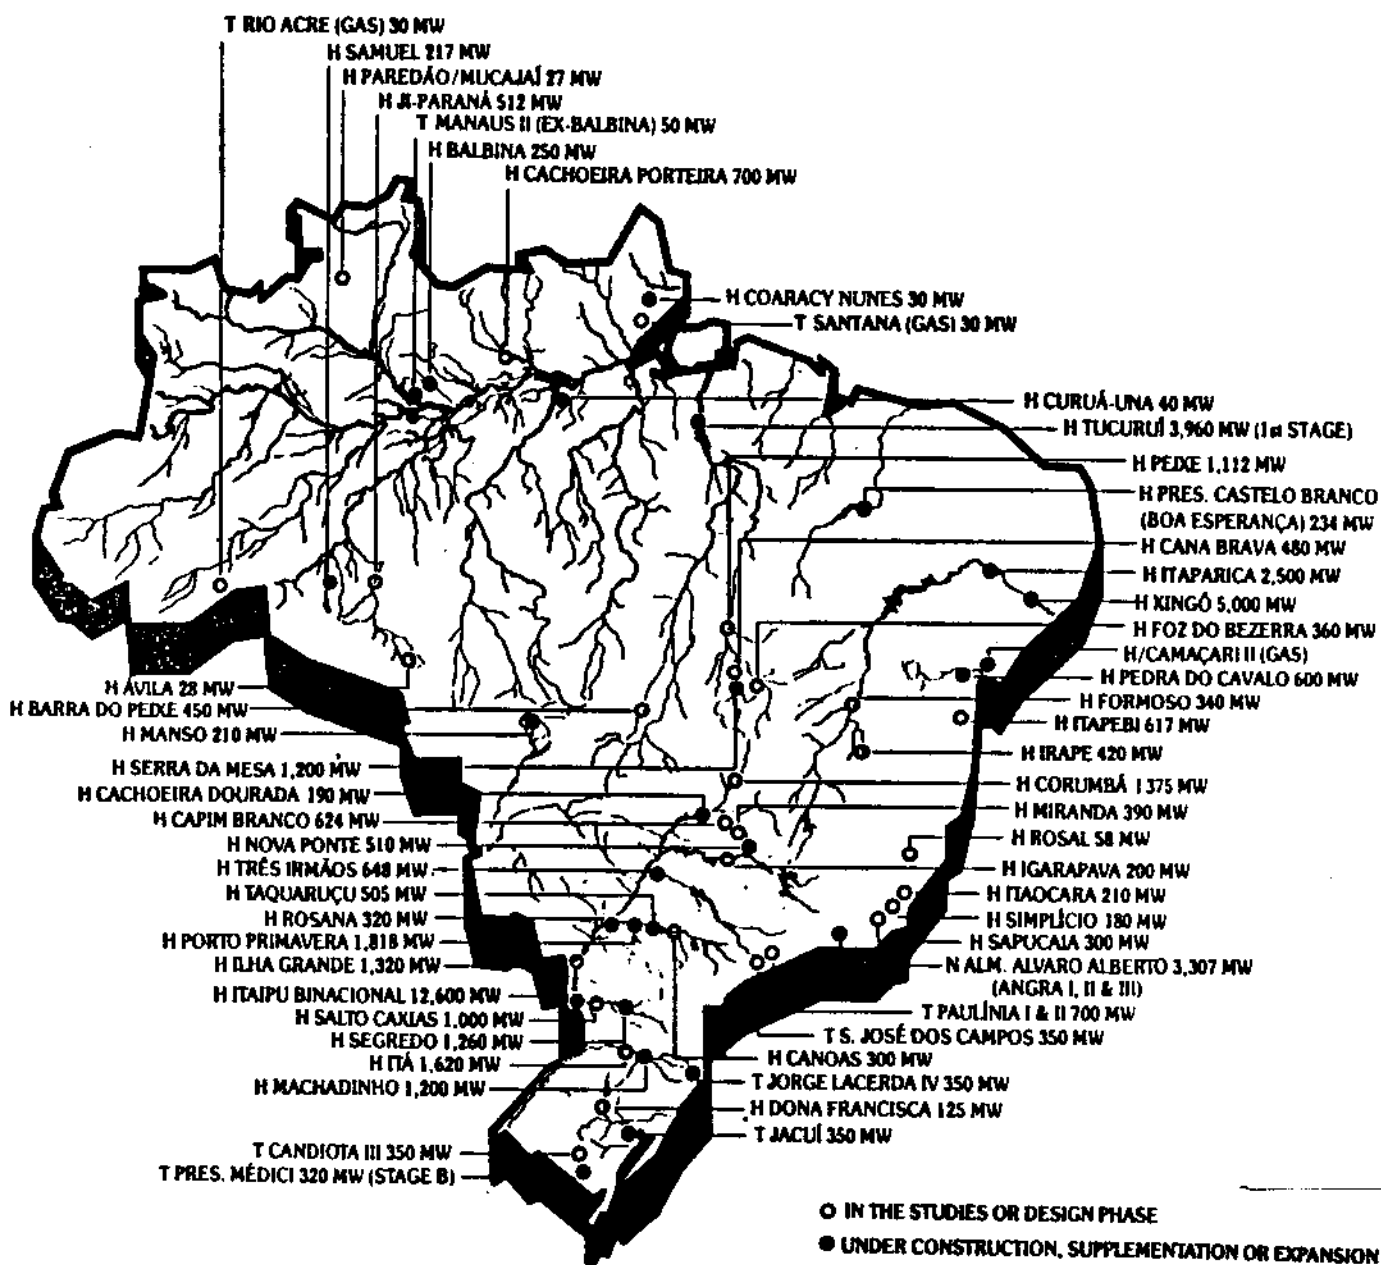 T RIO ACRE (GAS) 30 MW
H SAMUEL 217 MW
H PAREDÃO/MUCAJAÍ 27 MW
H JI-PARANÁ 512 MW
T MANAUS II (EX-BALBINA) 50 MW
H BALBINA 250 MW
H CACHOEIRA PORTEIRA 700 MW
H COARACY NUNES 30 MW
T SANTANA (GAS) 30 MW
H CURUÁ-UNA 40 MW
H TUCURUÍ 3,960 MW (1st STAGE)
H PEIXE 1,112 MW
H PRES. CASTELO BRANCO
(BOA ESPERANÇA) 234 MW
H CANA BRAVA 480 MW
H ITAPARICA 2,500 MW
H XINGÔ 5,000 MW
H FOZ DO BEZERRA 360 MW
H/CAMAÇARI II (GAS)
H PEDRA DO CAVALO 600 MW
H FORMOSO 340 MW
H ITAPEBI 617 MW
H IRAPE 420 MW
H CORUMBÁ I 375 MW
H MIRANDA 390 MW
H ROSAL 58 MW
H IGARAPAVA 200 MW
H ITAOCARA 210 MW
H SIMPLÍCIO 180 MW
H SAPUCAIA 300 MW
N ALM. ALVARO ALBERTO 3,307 MW
(ANGRA I, II & III)
T PAULÍNIA I & II 700 MW
T S. JOSÉ DOS CAMPOS 350 MW
H CANOAS 300 MW
T JORGE LACERDA IV 350 MW
H DONA FRANCISCA 125 MW
T JACUÍ 350 MW
H ÁVILA 28 MW
H BARRA DO PEIXE 450 MW
H MANSO 210 MW
H SERRA DA MESA 1,200 MW
H CACHOEIRA DOURADA 190 MW
H CAPIM BRANCO 624 MW
H NOVA PONTE 510 MW
H TRÊS IRMÃOS 648 MW
H TAQUARUÇU 505 MW
H ROSANA 320 MW
H PORTO PRIMAVERA 1,818 MW
H ILHA GRANDE 1,320 MW
H ITAIPU BINACIONAL 12,600 MW
H SALTO CAXIAS 1,000 MW
H SEGREDO 1,260 MW
H ITÁ 1,620 MW
H MACHADINHO 1,200 MW
T CANDIOTA III 350 MW
T PRES. MÉDICI 320 MW (STAGE B)
IN THE STUDIES OR DESIGN PHASE
UNDER CONSTRUCTION, SUPPLEMENTATION OR EXPANSION